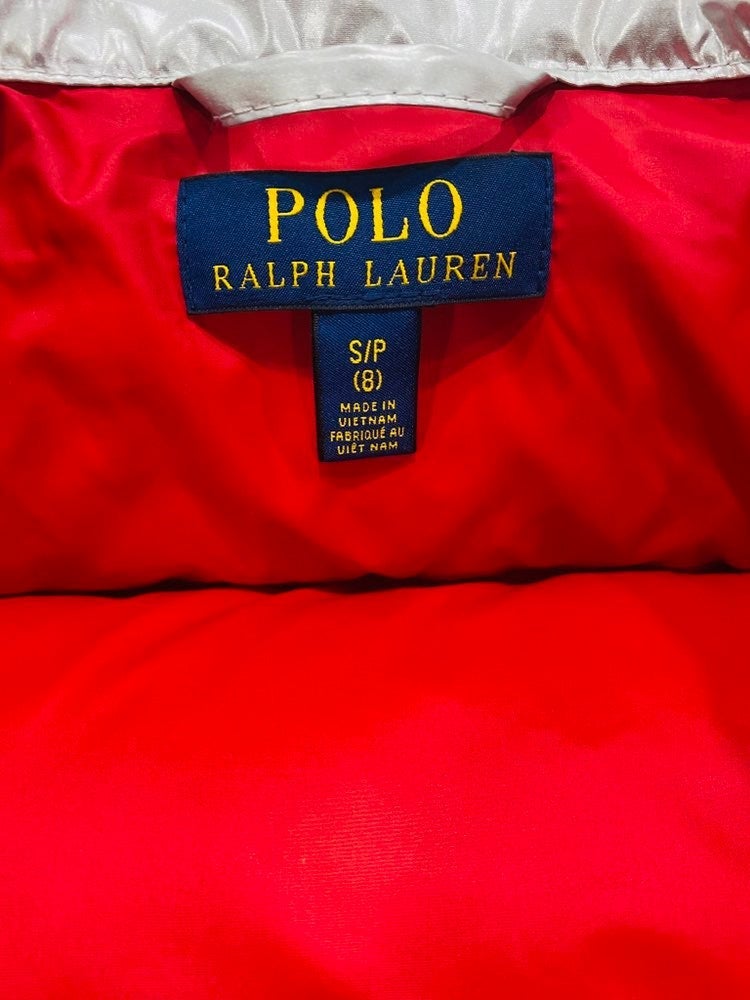 POLO
RALPH LAUREN
S/P
(8)
MADE IN
VIETNAM
FABRIQUÉ AU
VIÊT NAM